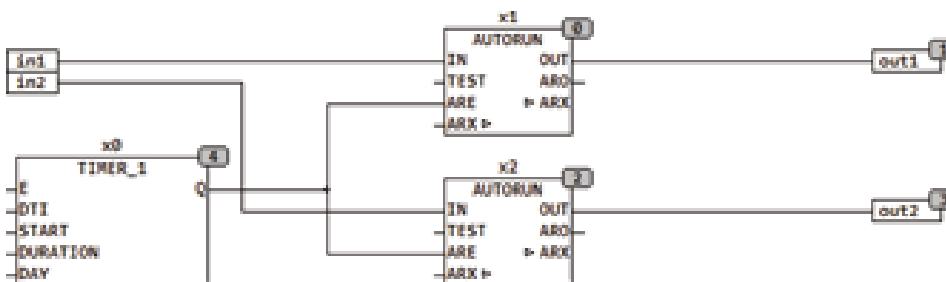 x1
0
AUTORUN
in1
IN
OUT
out1
in2
TEST
ARO
ARE
▷ ARX
ARX ▷
x0
4
TIMER_1
x2
2
AUTORUN
E
Q
DTI
IN
OUT
out2
START
TEST
ARO
DURATION
ARE
▷ ARX
DAY
ARX ▷